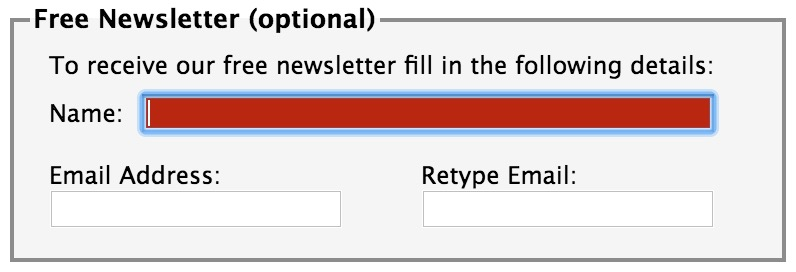 Free Newsletter (optional)
To receive our free newsletter fill in the following details:
Name:
Email Address: Retype Email: